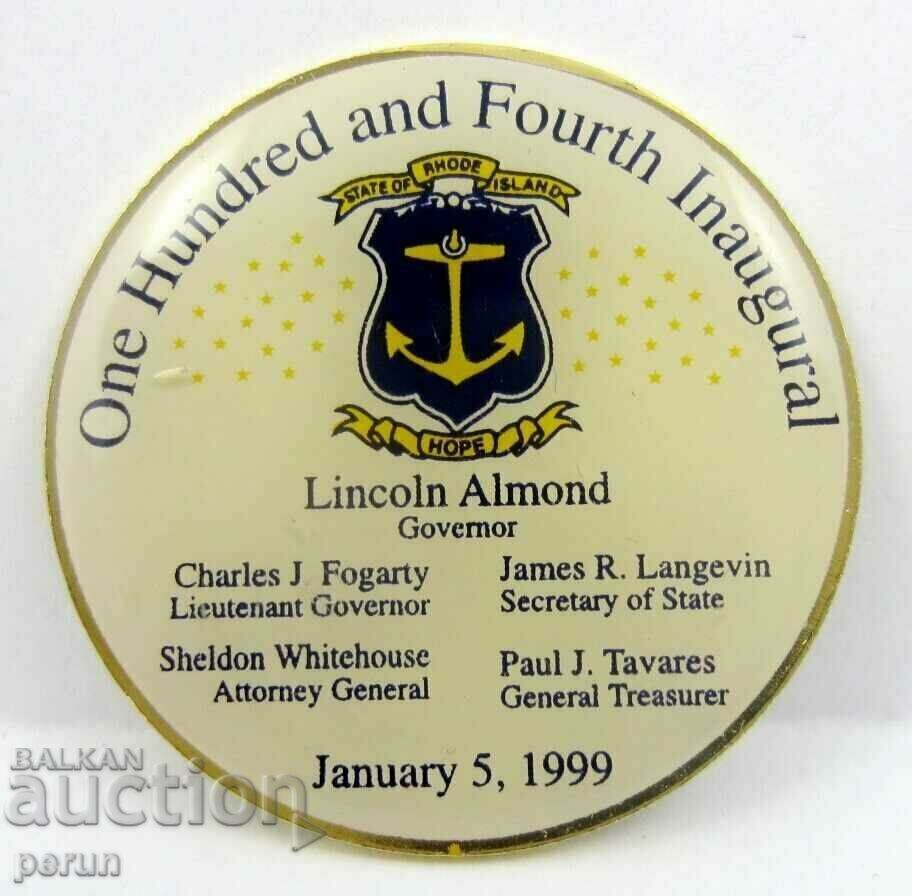 One Hundred and Fourth Inaugural
STATE OF RHODE ISLAND
HOPE
Lincoln Almond
Governor
Charles J Fogarty
Lieutenant Governor
James R. Langevin
Secretary of State
Sheldon Whitehouse
Attorney General
Paul J. Tavares
General Treasurer
January 5, 1999
BALKAN
auction
perun